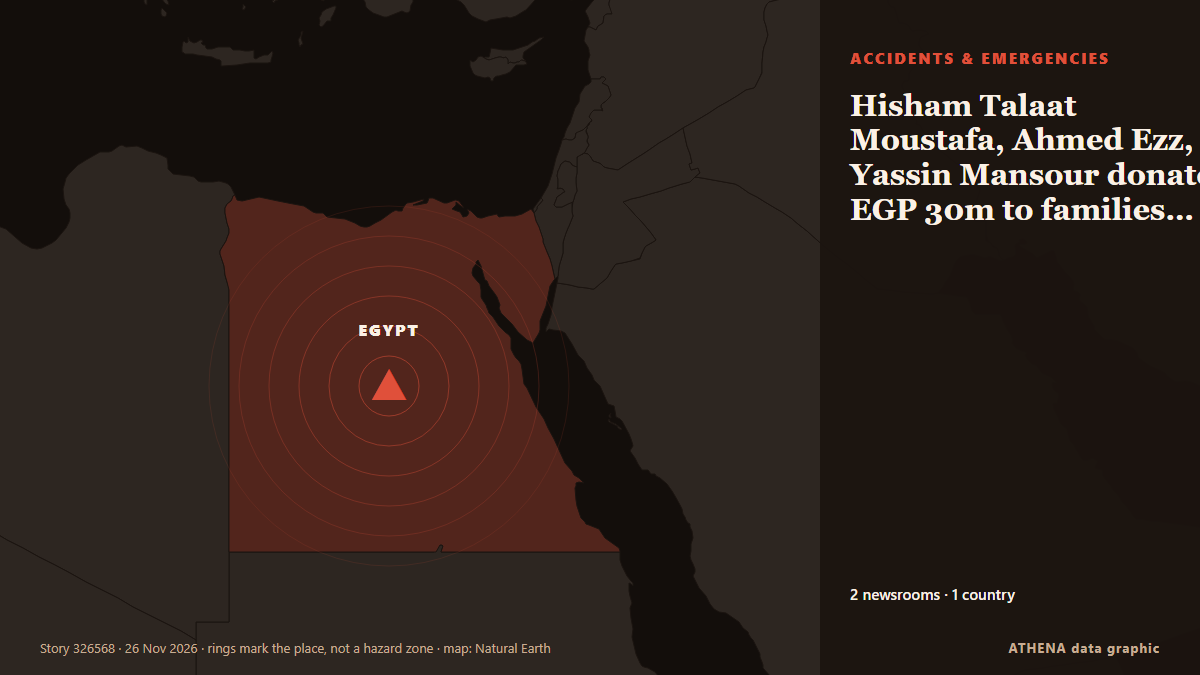 ACCIDENTS & EMERGENCIES
Hisham Talaat
Moustafa, Ahmed Ezz,
Yassin Mansour donate
EGP 30m to families...
EGYPT
2 newsrooms · 1 country
Story 326568 · 26 Nov 2026 · rings mark the place, not a hazard zone · map: Natural Earth
ATHENA data graphic